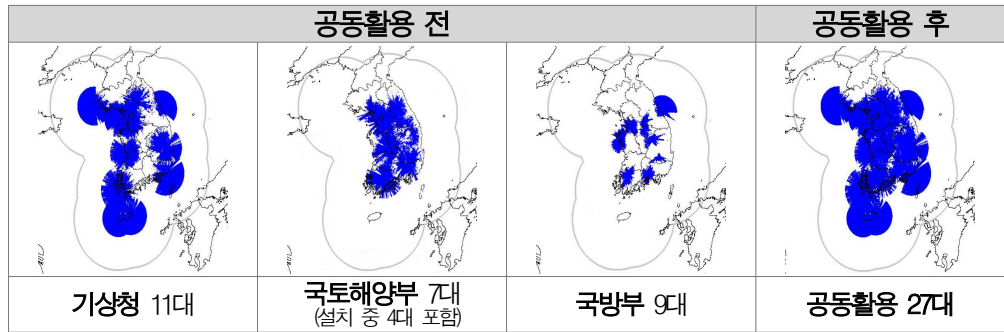 공동활용 전
공동활용 후
기상청 11대
국토해양부 7대
(설치 중 4대 포함)
국방부 9대
공동활용 27대